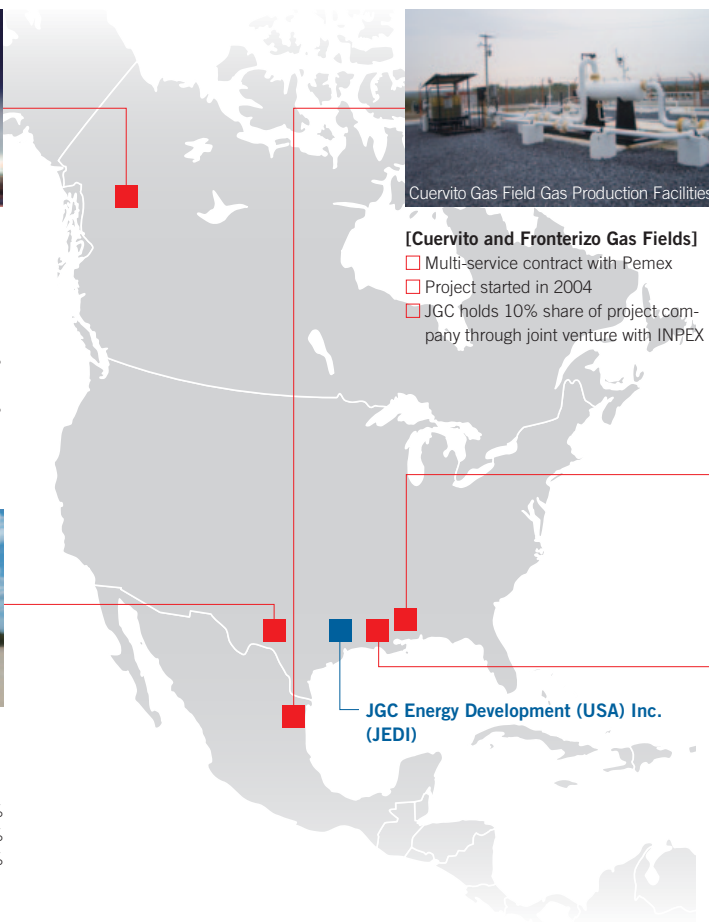 Cuervito Gas Field Gas Production Facilities
[Cuervito and Fronterizo Gas Fields]
Multi-service contract with Pemex
Project started in 2004
JGC holds 10% share of project com-
pany through joint venture with INPEX
JGC Energy Development (USA) Inc.
(JEDI)